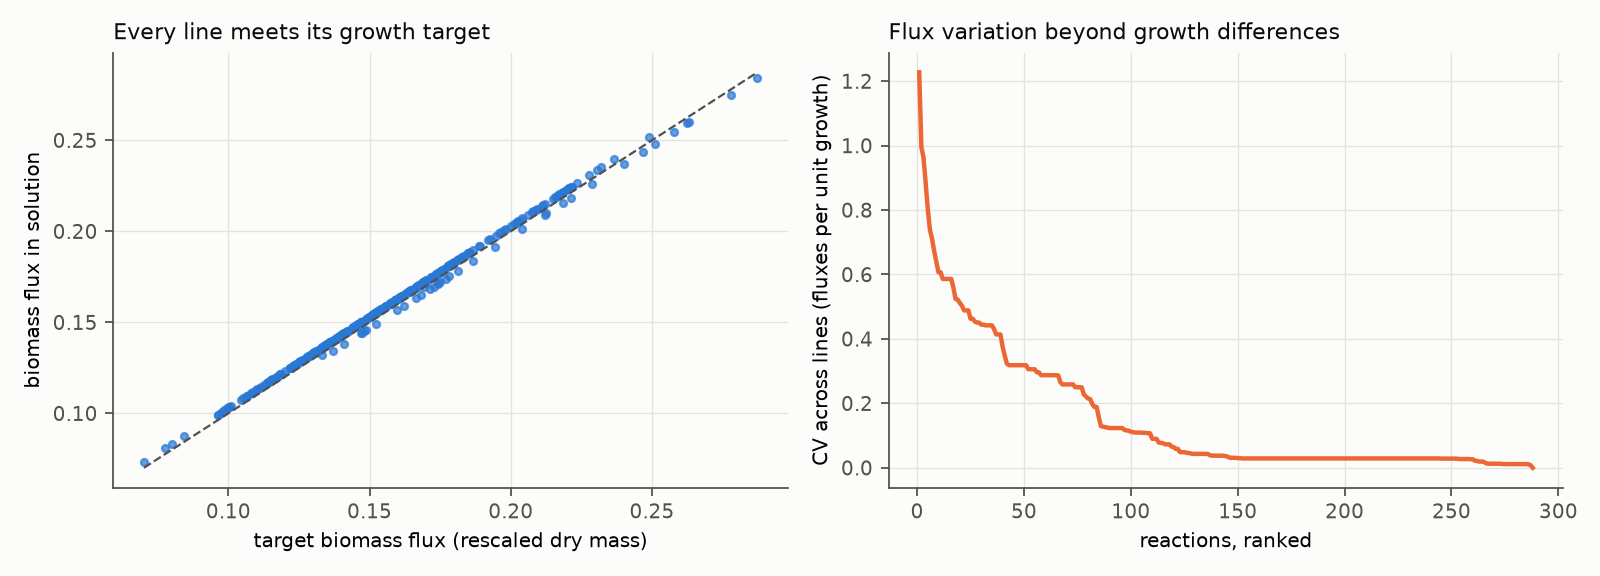 Every line meets its growth target
biomass flux in solution
0.25
0.20
0.15
0.10
0.10 0.15 0.20 0.25
target biomass flux (rescaled dry mass)
Flux variation beyond growth differences
CV across lines (fluxes per unit growth)
1.2
1.0
0.8
0.6
0.4
0.2
0.0
0 50 100 150 200 250 300
reactions, ranked